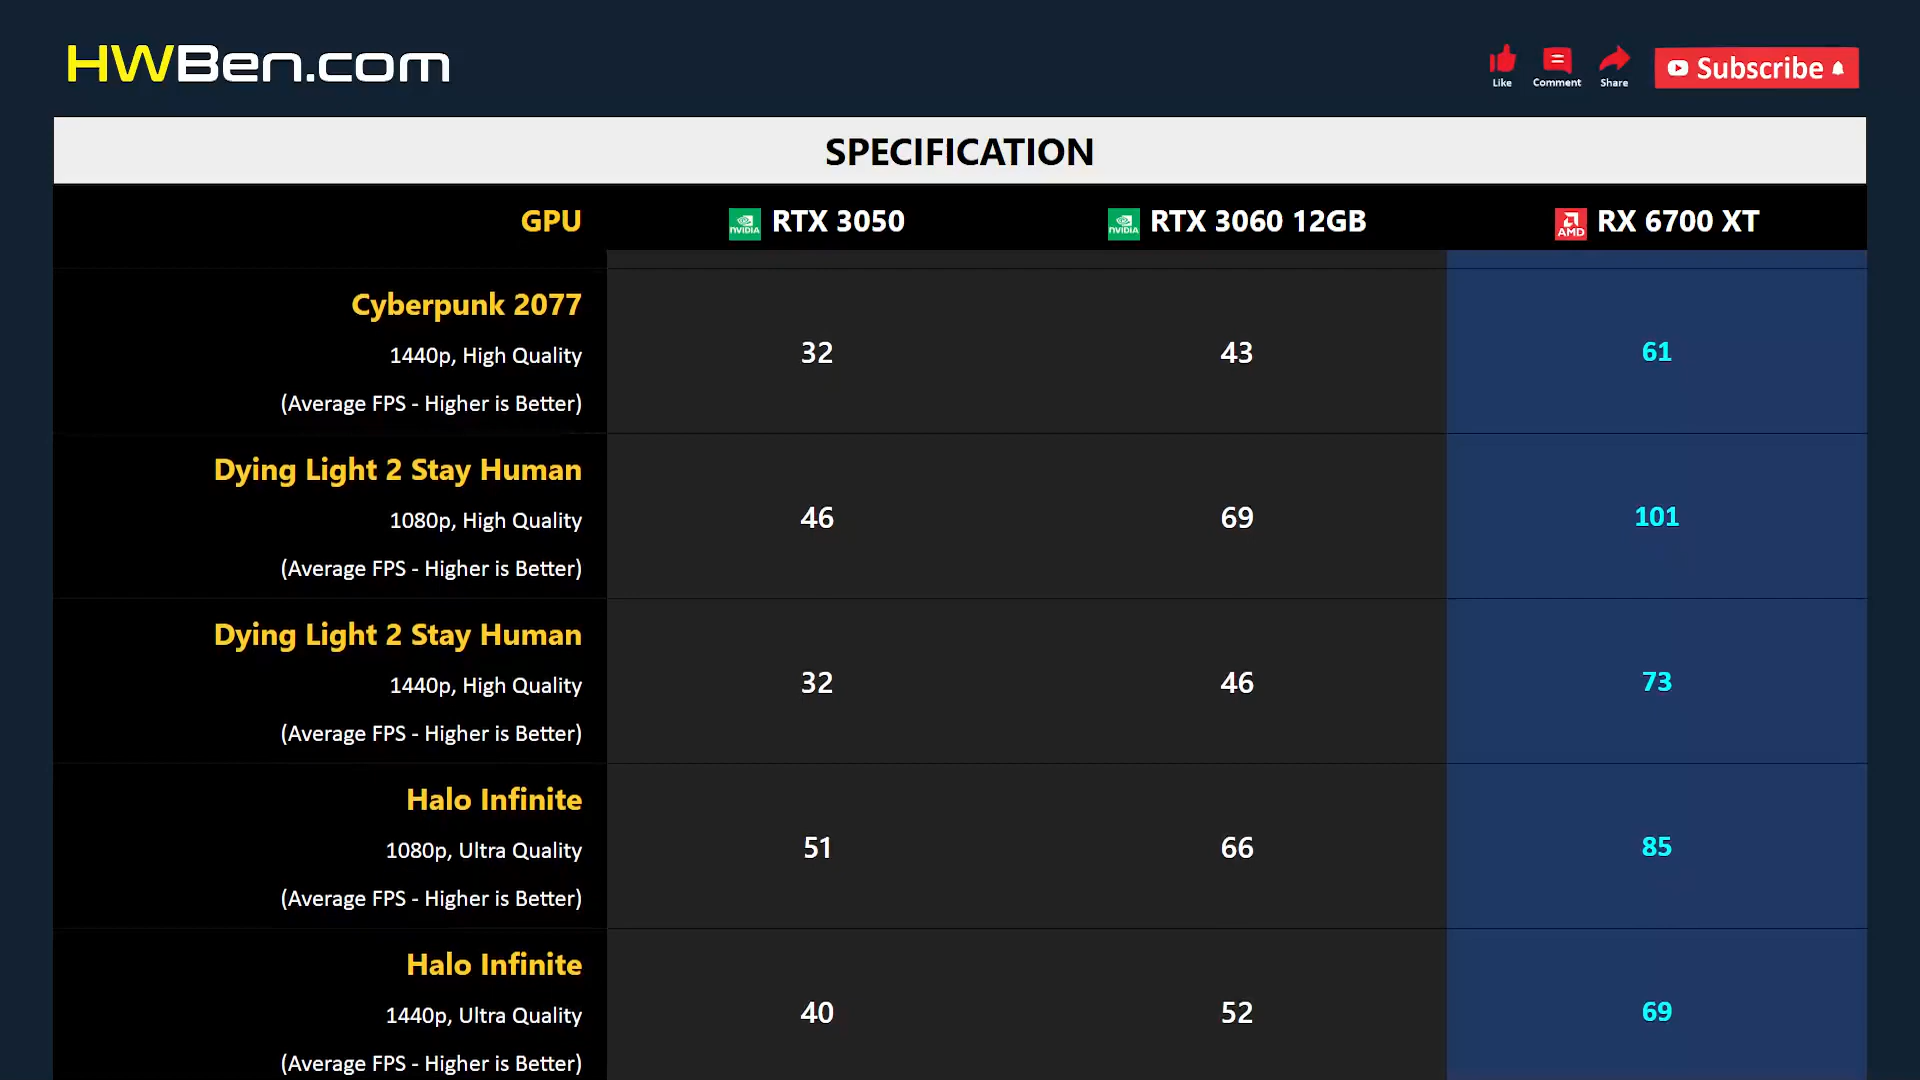 HWBen.com
Like Comment Share Subscribe
SPECIFICATION
GPU NVIDIA RTX 3050 NVIDIA RTX 3060 12GB AMD RX 6700 XT
Cyberpunk 2077
1440p, High Quality 32 43 61
(Average FPS - Higher is Better)
Dying Light 2 Stay Human
1080p, High Quality 46 69 101
(Average FPS - Higher is Better)
Dying Light 2 Stay Human
1440p, High Quality 32 46 73
(Average FPS - Higher is Better)
Halo Infinite
1080p, Ultra Quality 51 66 85
(Average FPS - Higher is Better)
Halo Infinite
1440p, Ultra Quality 40 52 69
(Average FPS - Higher is Better)